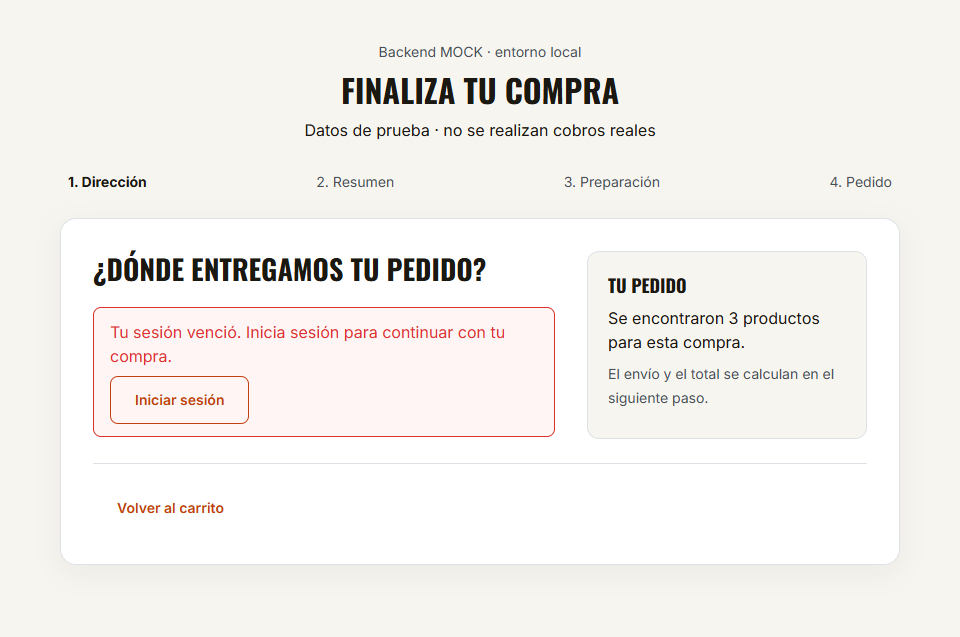 Backend MOCK · entorno local
FINALIZA TU COMPRA
Datos de prueba · no se realizan cobros reales
1. Dirección
2. Resumen
3. Preparación
4. Pedido
¿DÓNDE ENTREGAMOS TU PEDIDO?
Tu sesión venció. Inicia sesión para continuar con tu
compra.
Iniciar sesión
TU PEDIDO
Se encontraron 3 productos
para esta compra.
El envío y el total se calculan en el
siguiente paso.
Volver al carrito